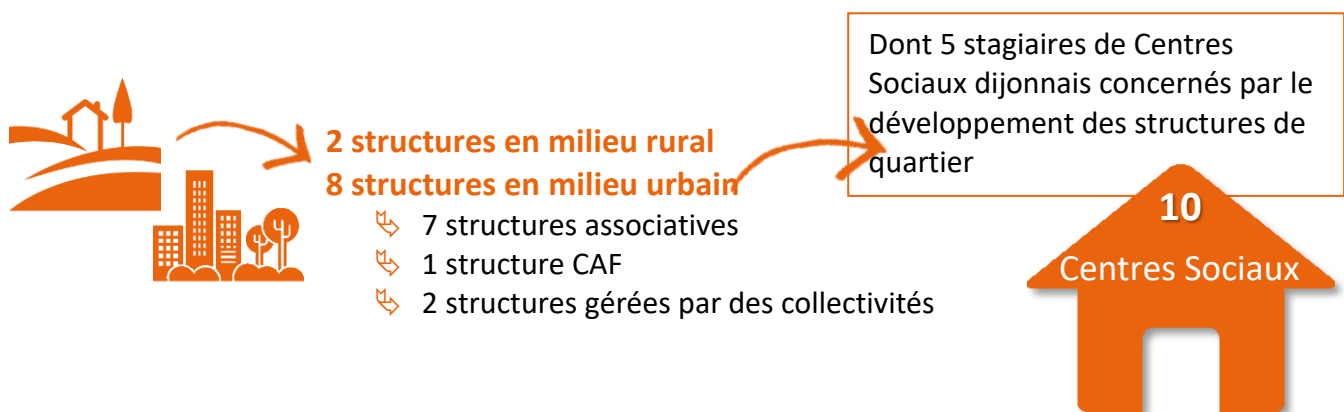 Dont 5 stagiaires de Centres
Sociaux dijonnais concernés par le
développement des structures de
quartier
2 structures en milieu rural
8 structures en milieu urbain
7 structures associatives
1 structure CAF
2 structures gérées par des collectivités
10
Centres Sociaux